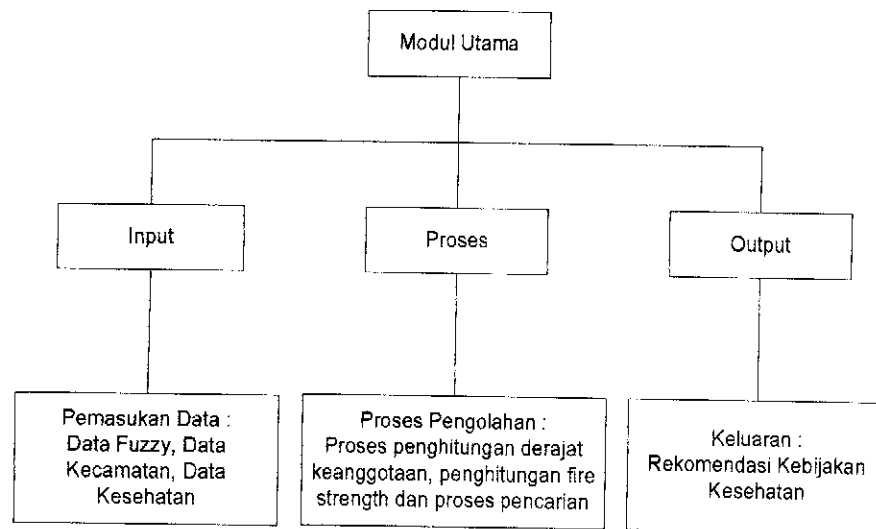 Modul Utama
Input
Proses
Output
Pemasukan Data :
Data Fuzzy, Data
Kecamatan, Data
Kesehatan
Proses Pengolahan :
Proses penghitungan derajat
keanggotaan, penghitungan fire
strength dan proses pencarian
Keluaran :
Rekomendasi Kebijakan
Kesehatan